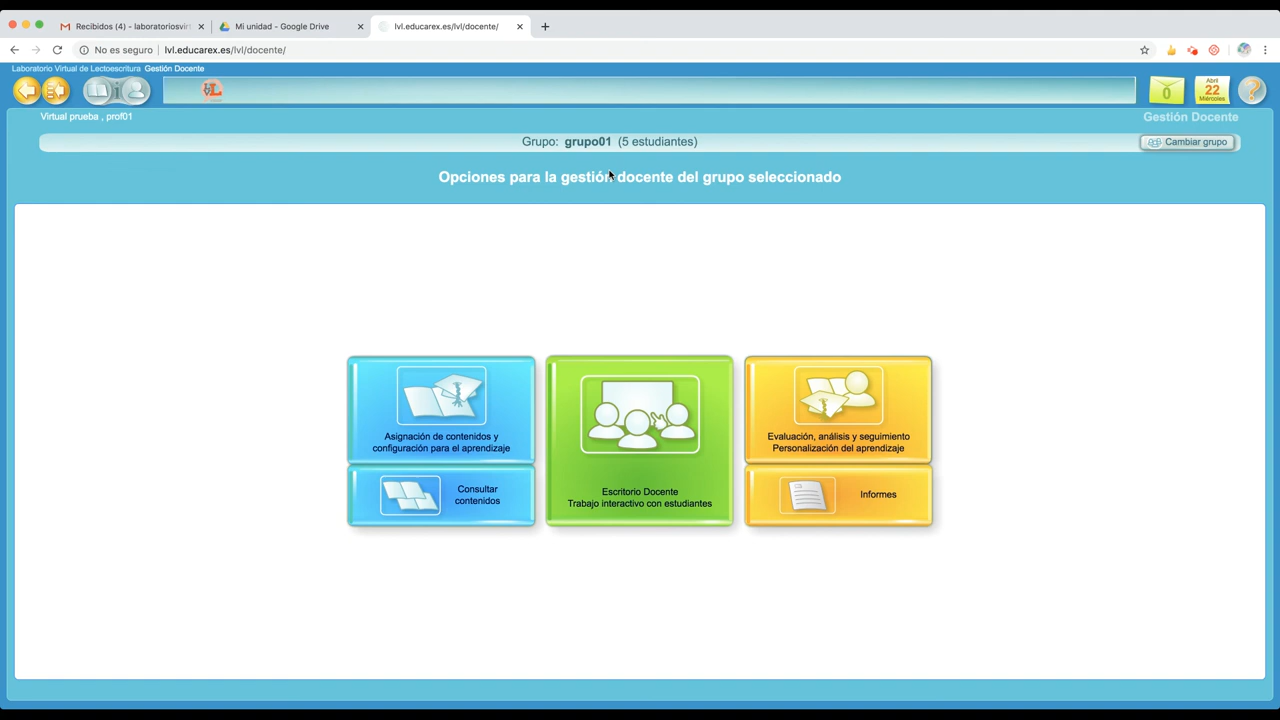 Recibidos (4) - laboratoriosvirt
Mi unidad - Google Drive
lvl.educarex.es/lvl/docente/
No es seguro
lvl.educarex.es/lvl/docente/
Laboratorio Virtual de Lectoescritura Gestión Docente
0
Abril
22
Miércoles
?
Virtual prueba , prof01
Gestión Docente
Grupo: grupo01 (5 estudiantes)
Cambiar grupo
Opciones para la gestión docente del grupo seleccionado
Asignación de contenidos y
configuración para el aprendizaje
Consultar
contenidos
Escritorio Docente
Trabajo interactivo con estudiantes
Evaluación, análisis y seguimiento
Personalización del aprendizaje
Informes